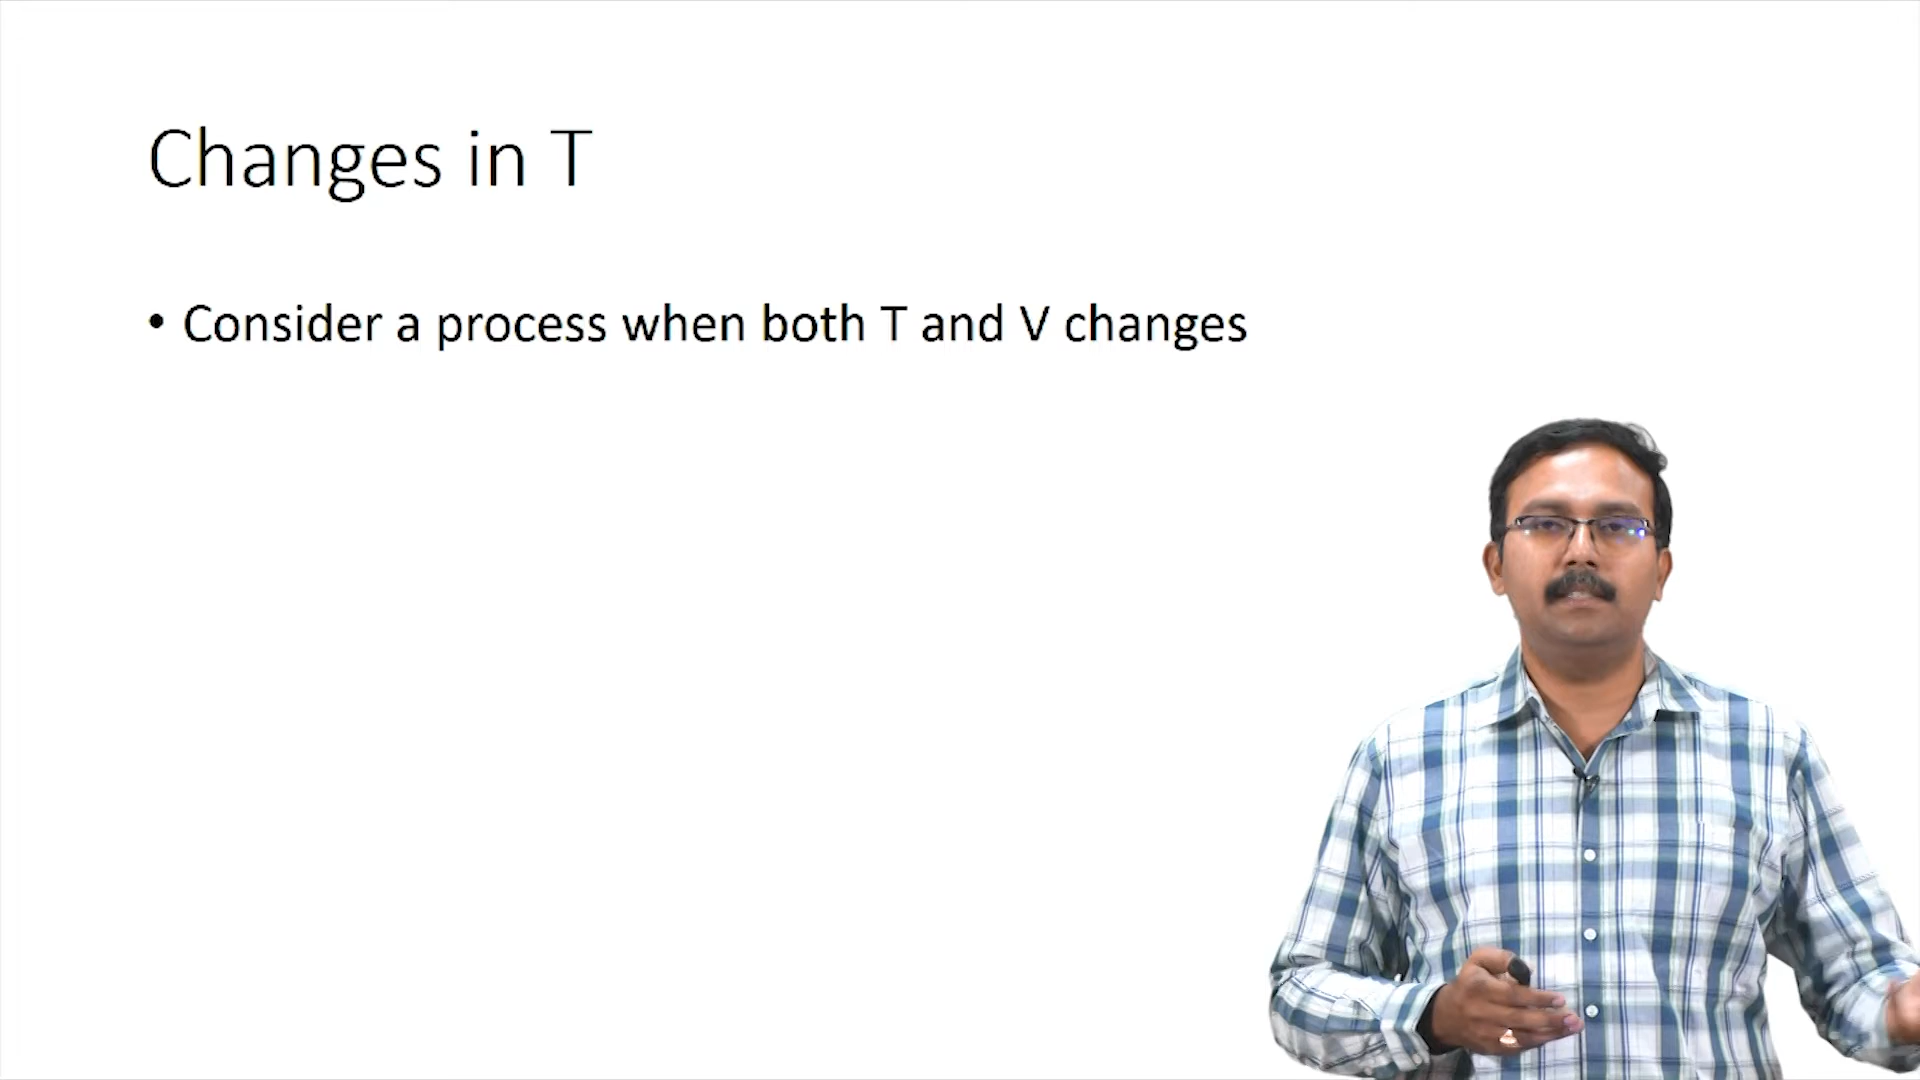 Changes in T
• Consider a process when both T and V changes